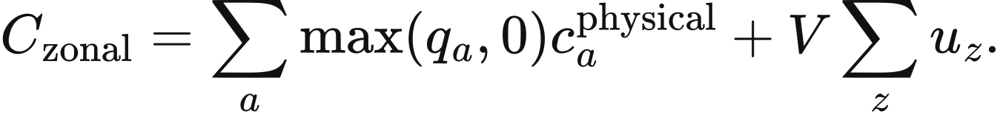 C_zonal = ∑_a max(q_a, 0)c_a^physical + V ∑_z u_z.